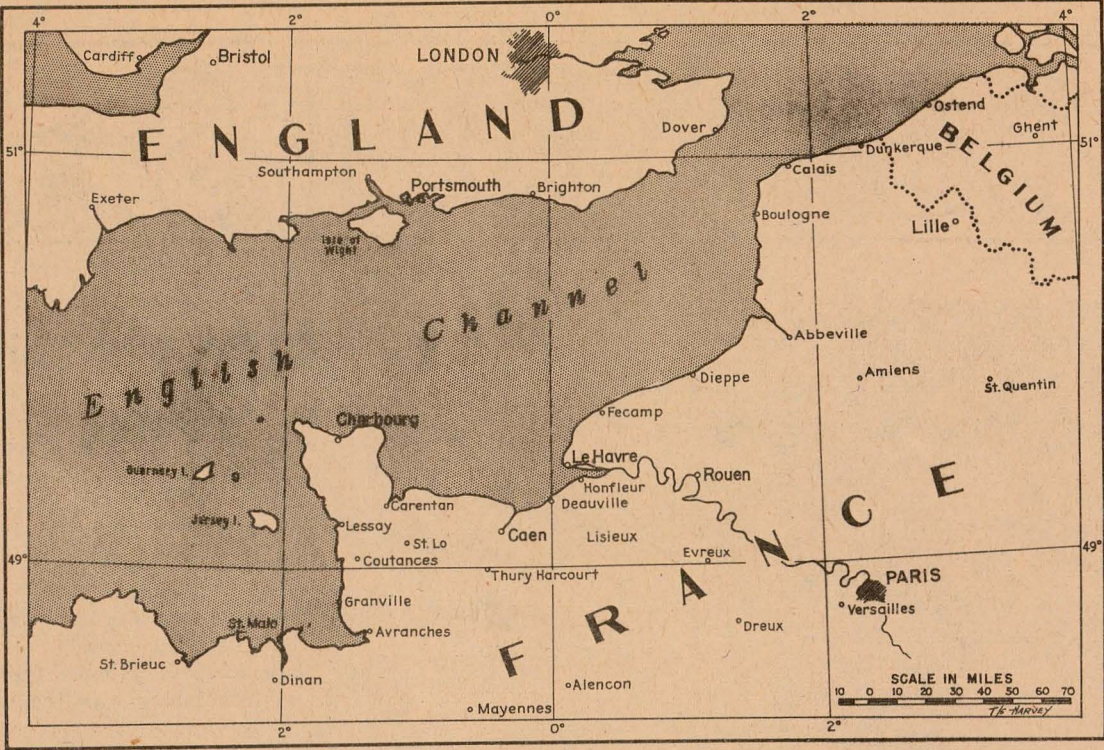 4° 2° 0° 2° 4°
Cardiff
Bristol
LONDON
ENGLAND
Dover
Ostend
Ghent
BELGIUM
51°
51°
Dunkerque
Calais
Southampton
Portsmouth
Brighton
Exeter
Isle of
Wight
Boulogne
Lille
English Channel
Abbeville
Dieppe
Amiens
St. Quentin
Fecamp
Charbourg
Guernsey I.
Le Havre
Rouen
Honfleur
Deauville
Carentan
Jersey I.
Lessay
Caen
Lisieux
St. Lo
Coutances
Evreux
49°
49°
Thury Harcourt
FRANCE
PARIS
Versailles
Granville
St. Malo
Avranches
Dreux
St. Brieuc
Dinan
Alencon
Mayennes
SCALE IN MILES
10 0 10 20 30 40 50 60 70
T/5 HARVEY
2° 0° 2°